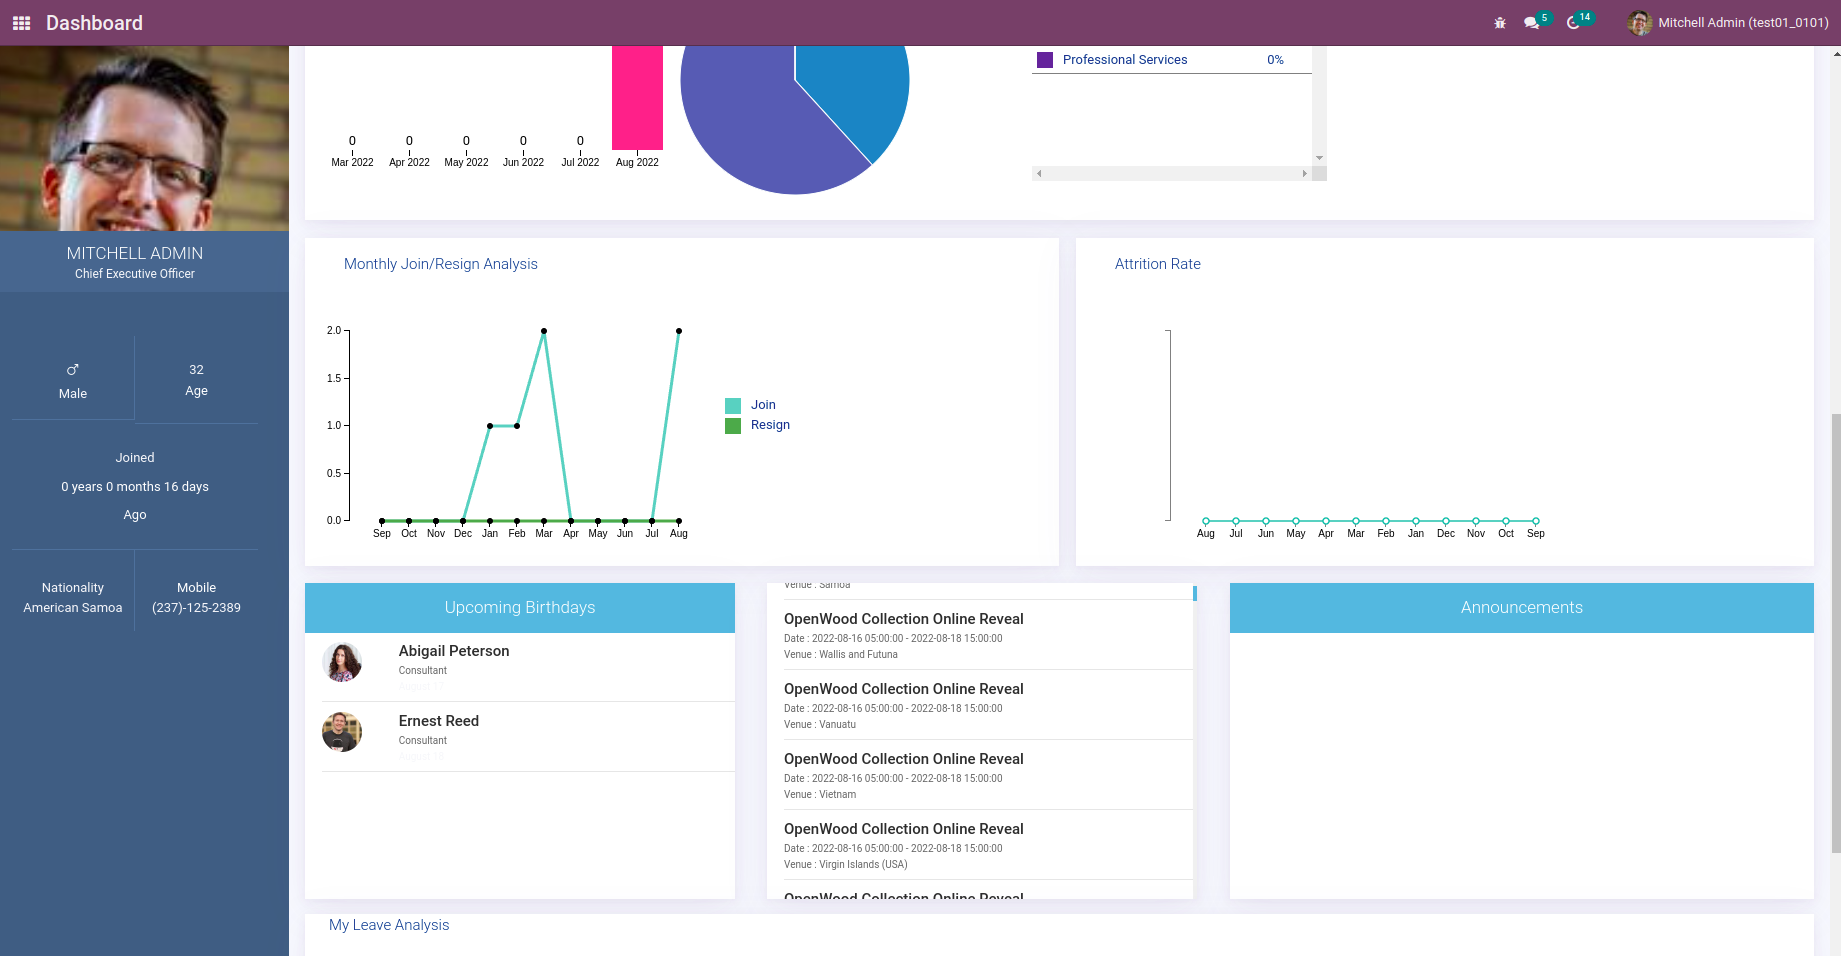 Dashboard
5
14
Mitchell Admin (test01_0101)
MITCHELL ADMIN
Chief Executive Officer
Male
32
Age
Joined
0 years 0 months 16 days
Ago
Nationality
American Samoa
Mobile
(237)-125-2389
0 0 0 0 0
Mar 2022 Apr 2022 May 2022 Jun 2022 Jul 2022 Aug 2022
Professional Services 0%
Monthly Join/Resign Analysis
2.0
1.5
1.0
0.5
0.0
Sep Oct Nov Dec Jan Feb Mar Apr May Jun Jul Aug
Join
Resign
Attrition Rate
Aug Jul Jun May Apr Mar Feb Jan Dec Nov Oct Sep
Upcoming Birthdays
Abigail Peterson
Consultant
Ernest Reed
Consultant
Venue : Samoa
OpenWood Collection Online Reveal
Date : 2022-08-16 05:00:00 - 2022-08-18 15:00:00
Venue : Wallis and Futuna
OpenWood Collection Online Reveal
Date : 2022-08-16 05:00:00 - 2022-08-18 15:00:00
Venue : Vanuatu
OpenWood Collection Online Reveal
Date : 2022-08-16 05:00:00 - 2022-08-18 15:00:00
Venue : Vietnam
OpenWood Collection Online Reveal
Date : 2022-08-16 05:00:00 - 2022-08-18 15:00:00
Venue : Virgin Islands (USA)
OpenWood Collection Online Reveal
Announcements
My Leave Analysis